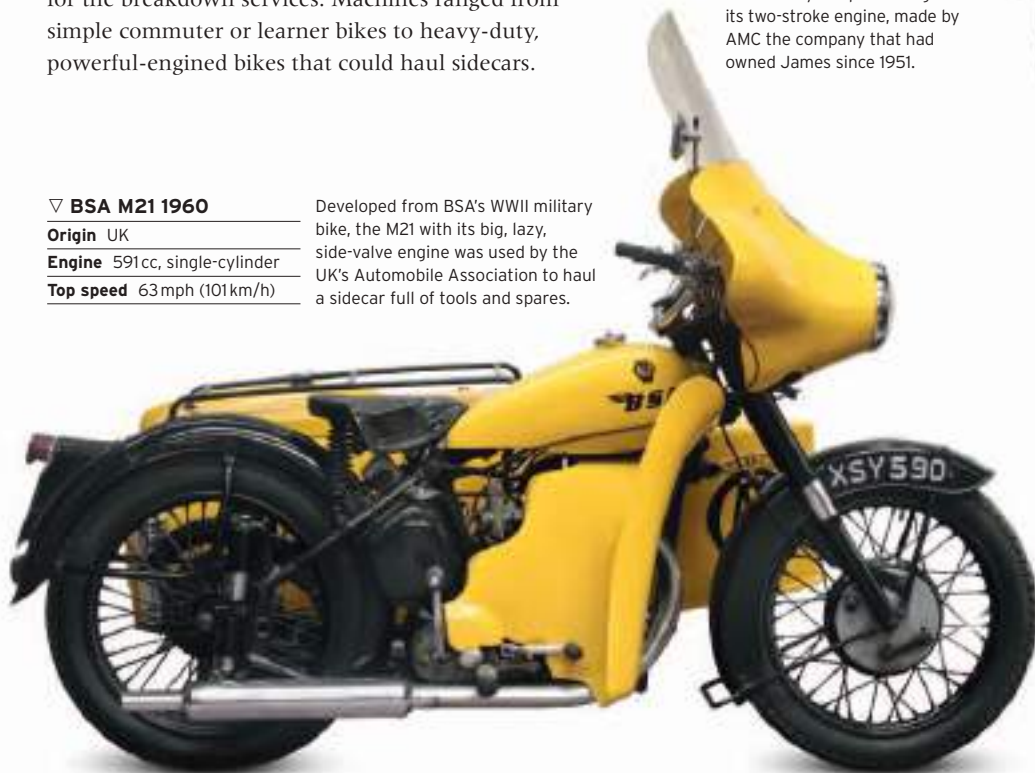 for the breakdown services. Machines ranged from
simple commuter or learner bikes to heavy-duty,
powerful-engined bikes that could haul sidecars.
its two-stroke engine, made by
AMC the company that had
owned James since 1951.
▽ BSA M21 1960
Origin UK
Engine 591 cc, single-cylinder
Top speed 63 mph (101 km/h)
Developed from BSA's WWII military
bike, the M21 with its big, lazy,
side-valve engine was used by the
UK's Automobile Association to haul
a sidecar full of tools and spares.
BSA
XSY 590